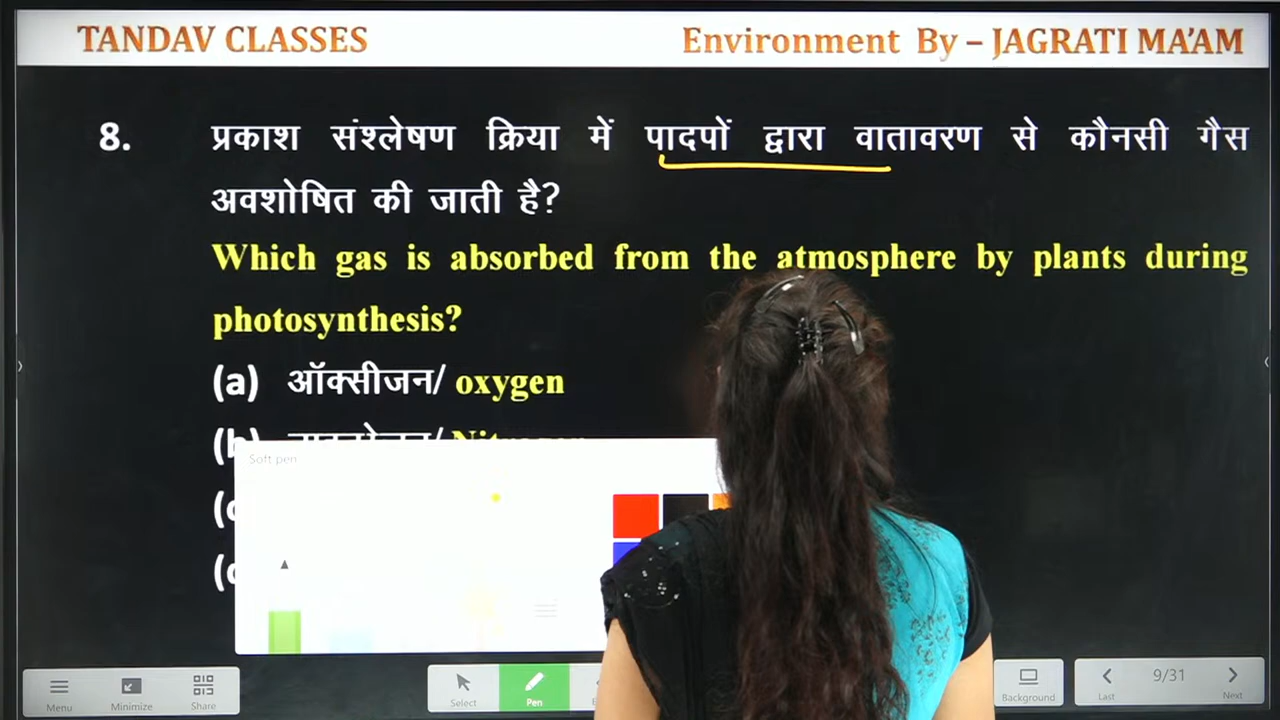 TANDAV CLASSES
Environment By – JAGRATI MA'AM
8. प्रकाश संश्लेषण क्रिया में पादपों द्वारा वातावरण से कौनसी गैस
अवशोषित की जाती है?
Which gas is absorbed from the atmosphere by plants during
photosynthesis?
(a) ऑक्सीजन/ oxygen
Soft pen
Menu
Minimize
Share
Select
Pen
Background
Last
9/31
Next